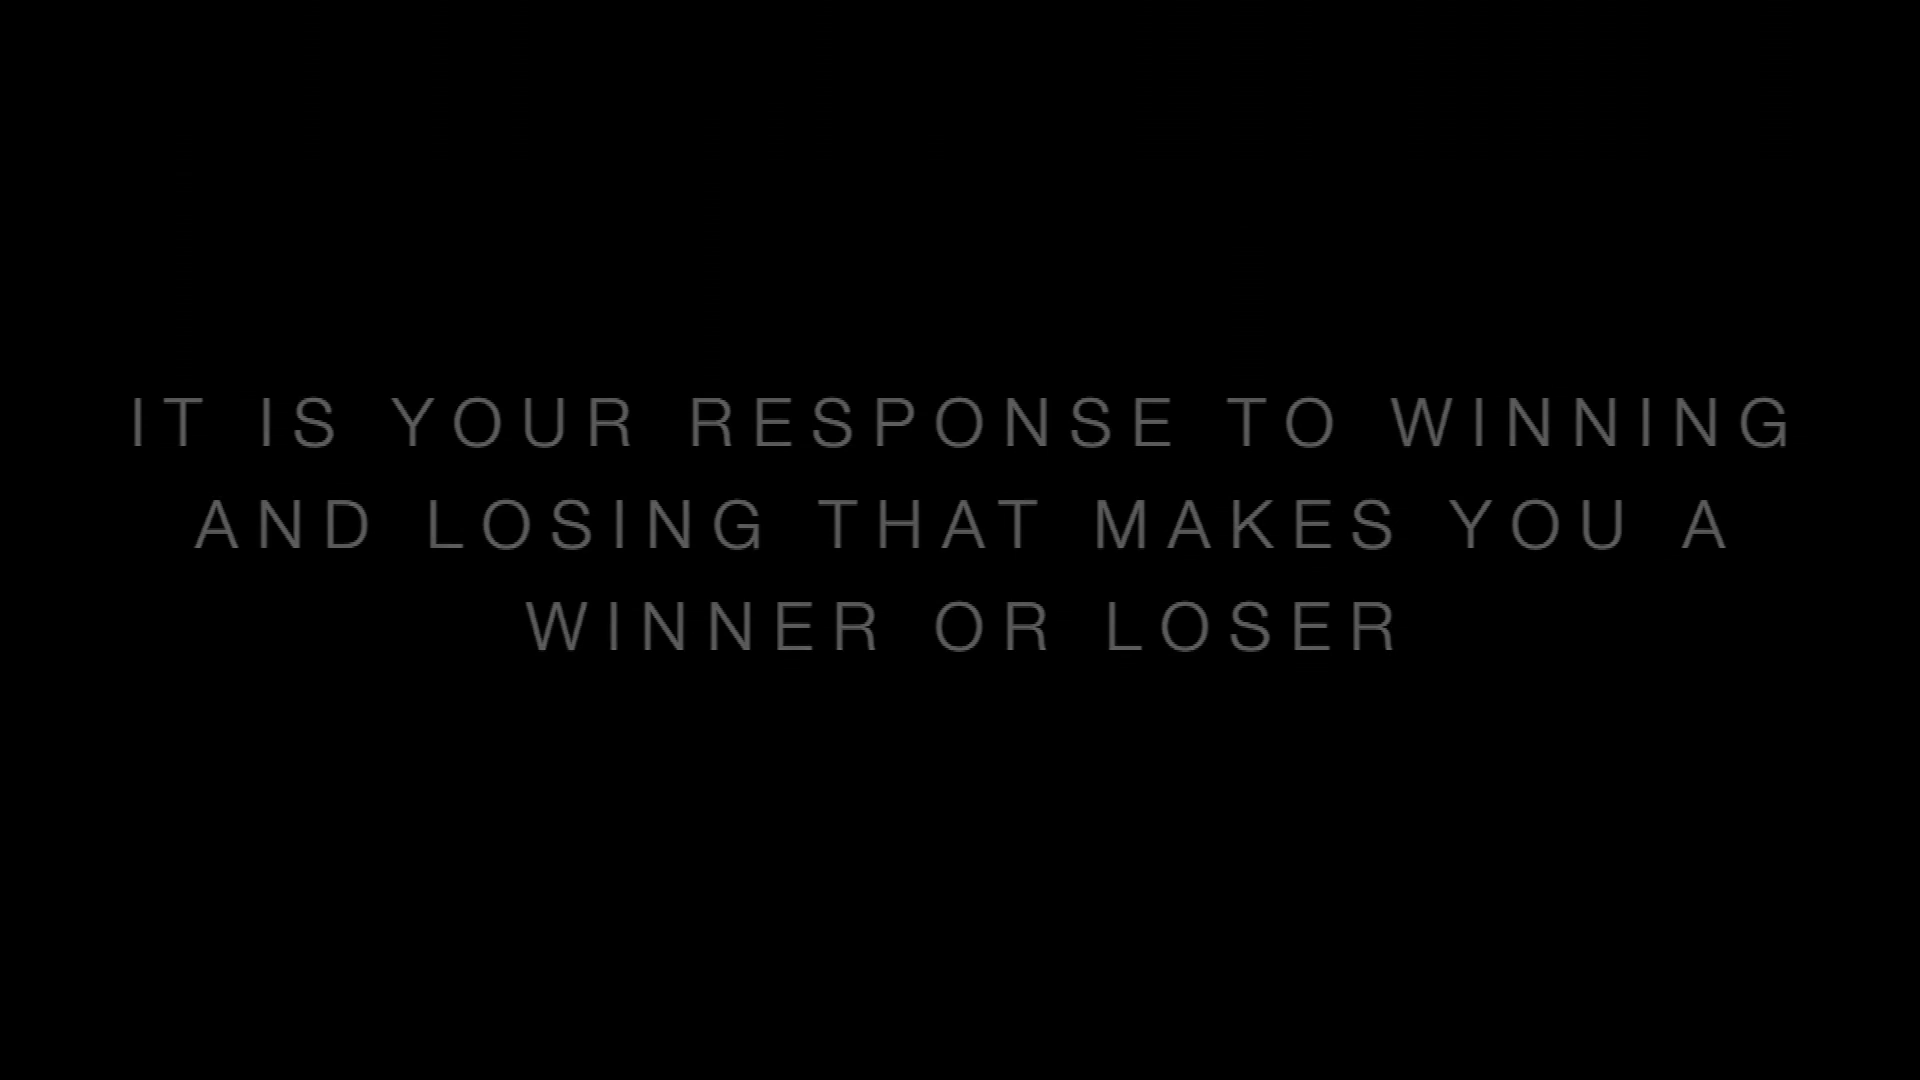 IT IS YOUR RESPONSE TO WINNING
AND LOSING THAT MAKES YOU A
WINNER OR LOSER